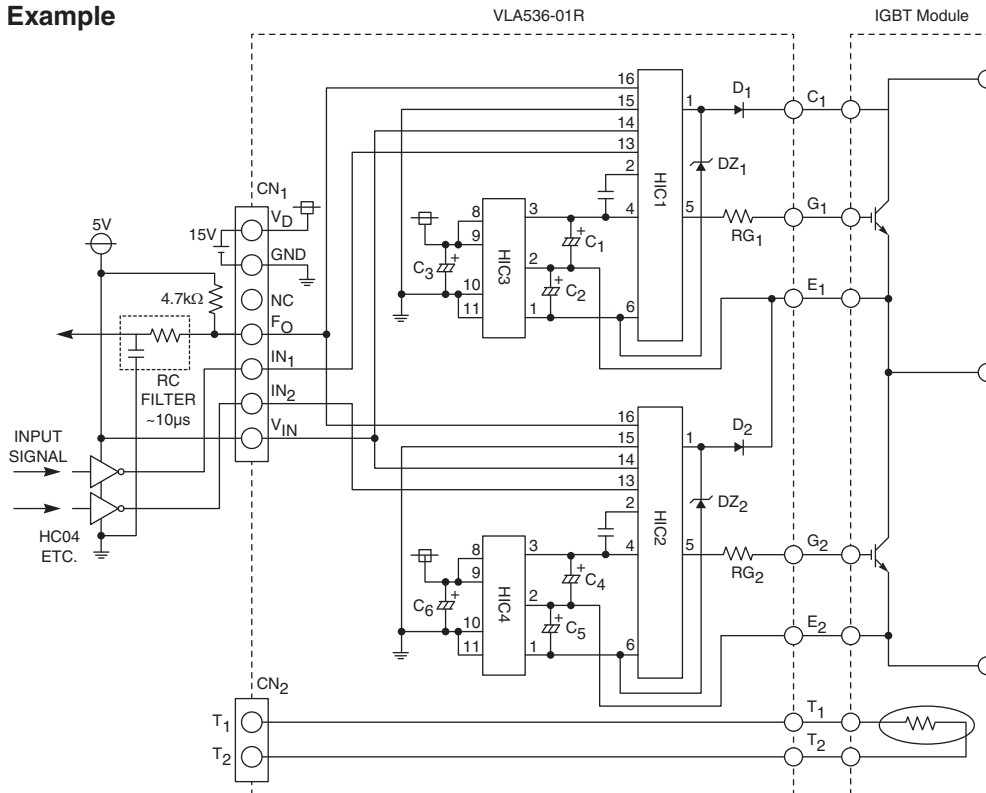 Example
VLA536-01R
IGBT Module
16
15
14
13
2
4
1
5
6
HIC1
D1
DZ1
RG1
C1
G1
E1
CN1
VD
GND
NC
FO
IN1
IN2
VIN
5V
15V
4.7kΩ
RC
FILTER
~10µs
INPUT
SIGNAL
HC04
ETC.
8
9
10
11
3
2
1
HIC3
C3
C1
C2
16
15
14
13
2
4
1
5
6
HIC2
D2
DZ2
RG2
G2
E2
8
9
10
11
3
2
1
HIC4
C6
C4
C5
CN2
T1
T2
T1
T2
+
+
+
+
+
+